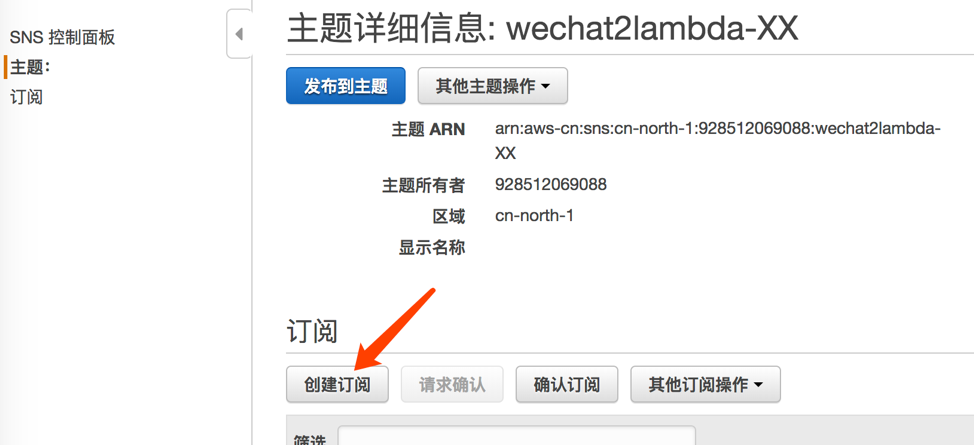 SNS 控制面板
主题:
订阅
主题详细信息: wechat2lambda-XX
发布到主题 其他主题操作
主题 ARN arn:aws-cn:sns:cn-north-1:928512069088:wechat2lambda-
XX
主题所有者 928512069088
区域 cn-north-1
显示名称
订阅
创建订阅 请求确认 确认订阅 其他订阅操作
筛选